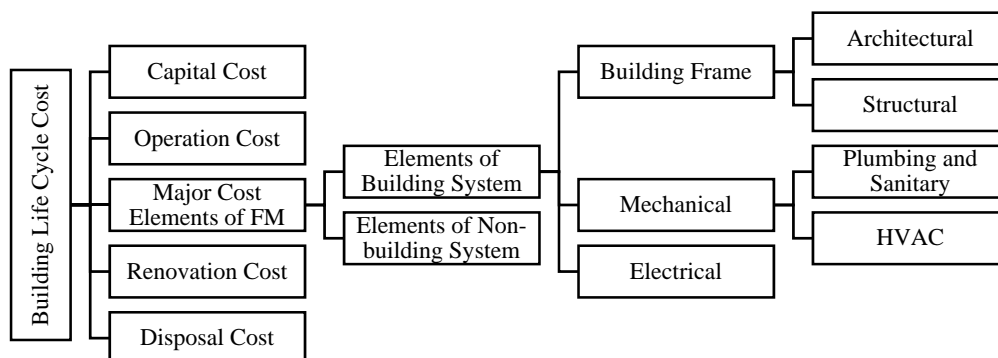 Building Life Cycle Cost
Capital Cost
Operation Cost
Major Cost
Elements of FM
Renovation Cost
Disposal Cost
Elements of
Building System
Elements of Non-
building System
Building Frame
Mechanical
Electrical
Architectural
Structural
Plumbing and
Sanitary
HVAC